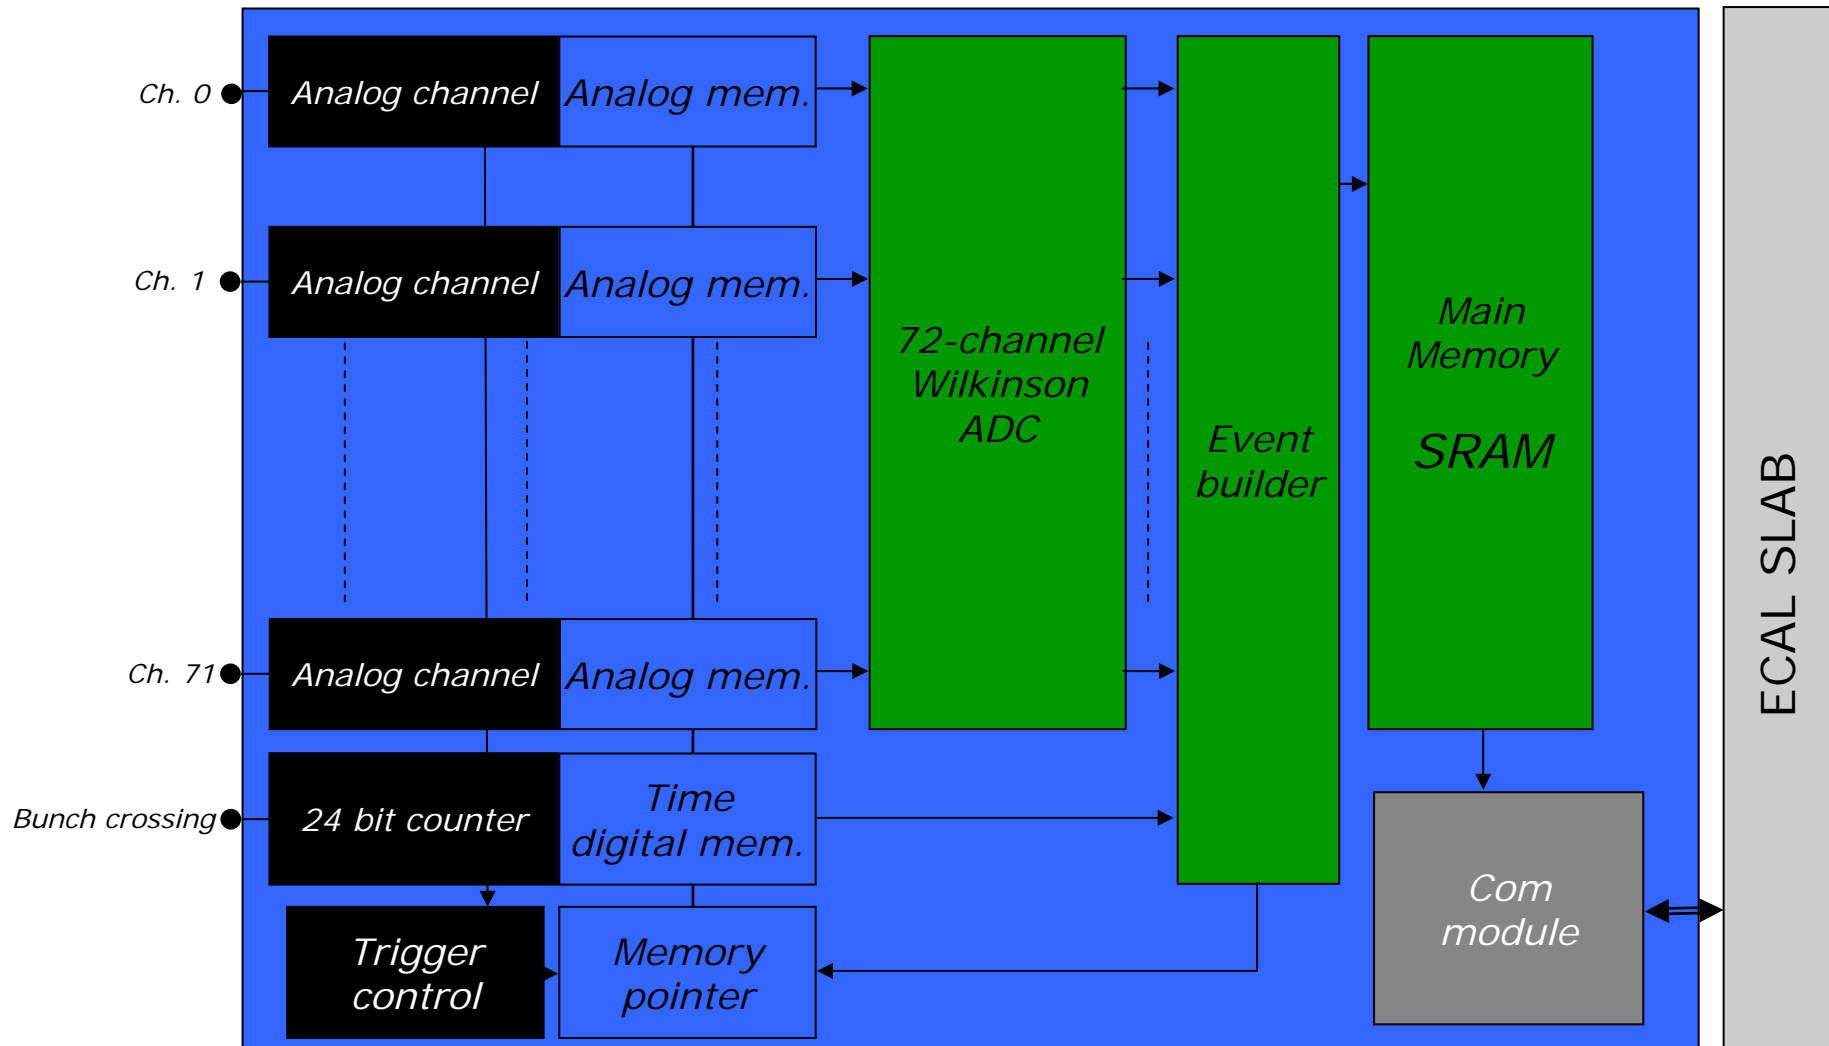 Ch. 0
Analog channel
Analog mem.
Ch. 1
Analog channel
Analog mem.
72-channel
Wilkinson
ADC
Event
builder
Main
Memory
SRAM
ECAL SLAB
Ch. 71
Analog channel
Analog mem.
Bunch crossing
24 bit counter
Time
digital mem.
Trigger
control
Memory
pointer
Com
module